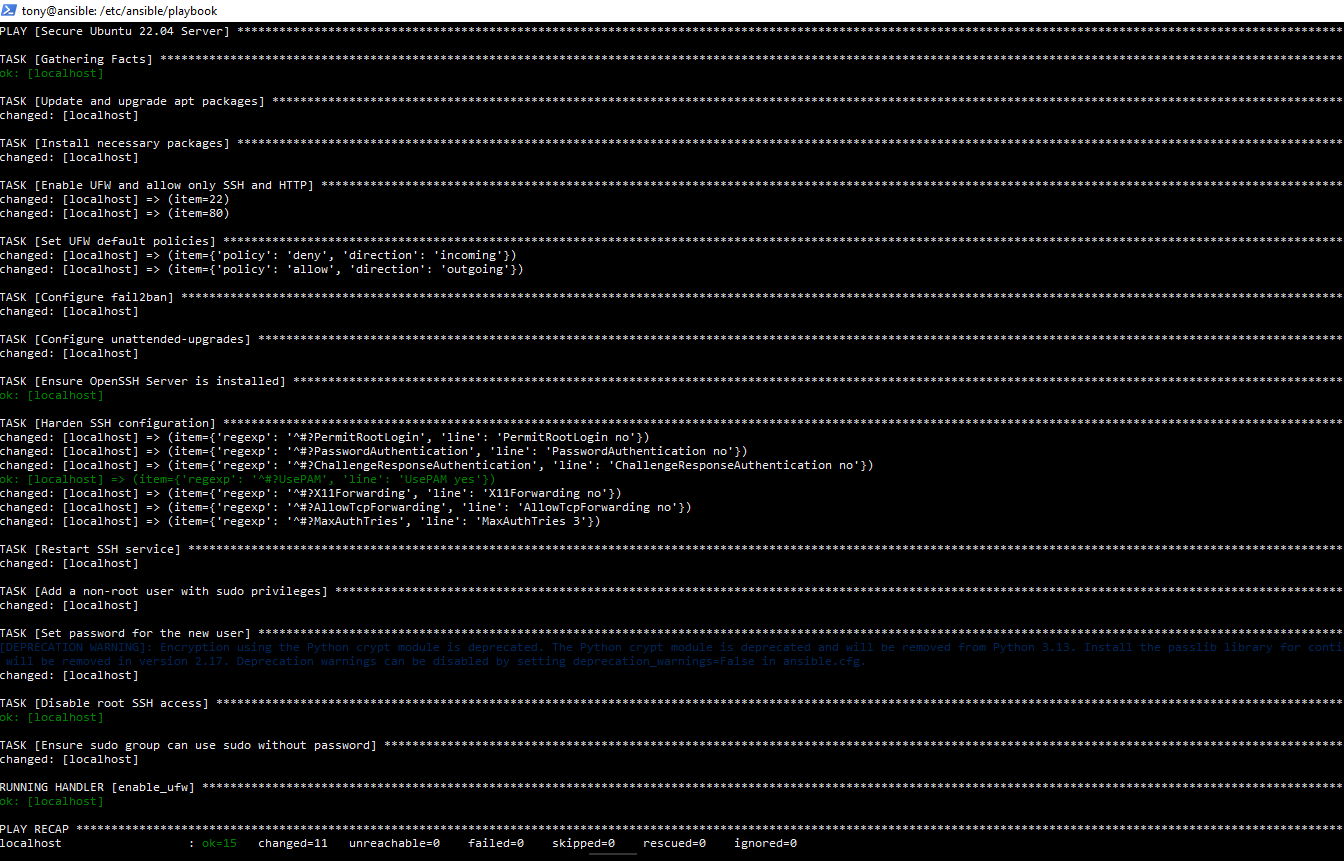 tony@ansible: /etc/ansible/playbook
PLAY [Secure Ubuntu 22.04 Server] ******************************************************************************************************************************
TASK [Gathering Facts] ******************************************************************************************************************************
ok: [localhost]
TASK [Update and upgrade apt packages] ******************************************************************************************************************************
changed: [localhost]
TASK [Install necessary packages] ******************************************************************************************************************************
changed: [localhost]
TASK [Enable UFW and allow only SSH and HTTP] ******************************************************************************************************************************
changed: [localhost] => (item=22)
changed: [localhost] => (item=80)
TASK [Set UFW default policies] ******************************************************************************************************************************
changed: [localhost] => (item={'policy': 'deny', 'direction': 'incoming'})
changed: [localhost] => (item={'policy': 'allow', 'direction': 'outgoing'})
TASK [Configure fail2ban] ******************************************************************************************************************************
changed: [localhost]
TASK [Configure unattended-upgrades] ******************************************************************************************************************************
changed: [localhost]
TASK [Ensure OpenSSH Server is installed] ******************************************************************************************************************************
ok: [localhost]
TASK [Harden SSH configuration] ******************************************************************************************************************************
changed: [localhost] => (item={'regexp': '^#?PermitRootLogin', 'line': 'PermitRootLogin no'})
changed: [localhost] => (item={'regexp': '^#?PasswordAuthentication', 'line': 'PasswordAuthentication no'})
changed: [localhost] => (item={'regexp': '^#?ChallengeResponseAuthentication', 'line': 'ChallengeResponseAuthentication no'})
ok: [localhost] => (item={'regexp': '^#?UsePAM', 'line': 'UsePAM yes'})
changed: [localhost] => (item={'regexp': '^#?X11Forwarding', 'line': 'X11Forwarding no'})
changed: [localhost] => (item={'regexp': '^#?AllowTcpForwarding', 'line': 'AllowTcpForwarding no'})
changed: [localhost] => (item={'regexp': '^#?MaxAuthTries', 'line': 'MaxAuthTries 3'})
TASK [Restart SSH service] ******************************************************************************************************************************
changed: [localhost]
TASK [Add a non-root user with sudo privileges] ******************************************************************************************************************************
changed: [localhost]
TASK [Set password for the new user] ******************************************************************************************************************************
[DEPRECATION WARNING]: Encryption using the Python crypt module is deprecated. The Python crypt module is deprecated and will be removed from Python 3.13. Install the passlib library for conti
will be removed in version 2.17. Deprecation warnings can be disabled by setting deprecation_warnings=False in ansible.cfg.
changed: [localhost]
TASK [Disable root SSH access] ******************************************************************************************************************************
ok: [localhost]
TASK [Ensure sudo group can use sudo without password] ******************************************************************************************************************************
changed: [localhost]
RUNNING HANDLER [enable_ufw] ******************************************************************************************************************************
ok: [localhost]
PLAY RECAP ******************************************************************************************************************************
localhost : ok=15 changed=11 unreachable=0 failed=0 skipped=0 rescued=0 ignored=0